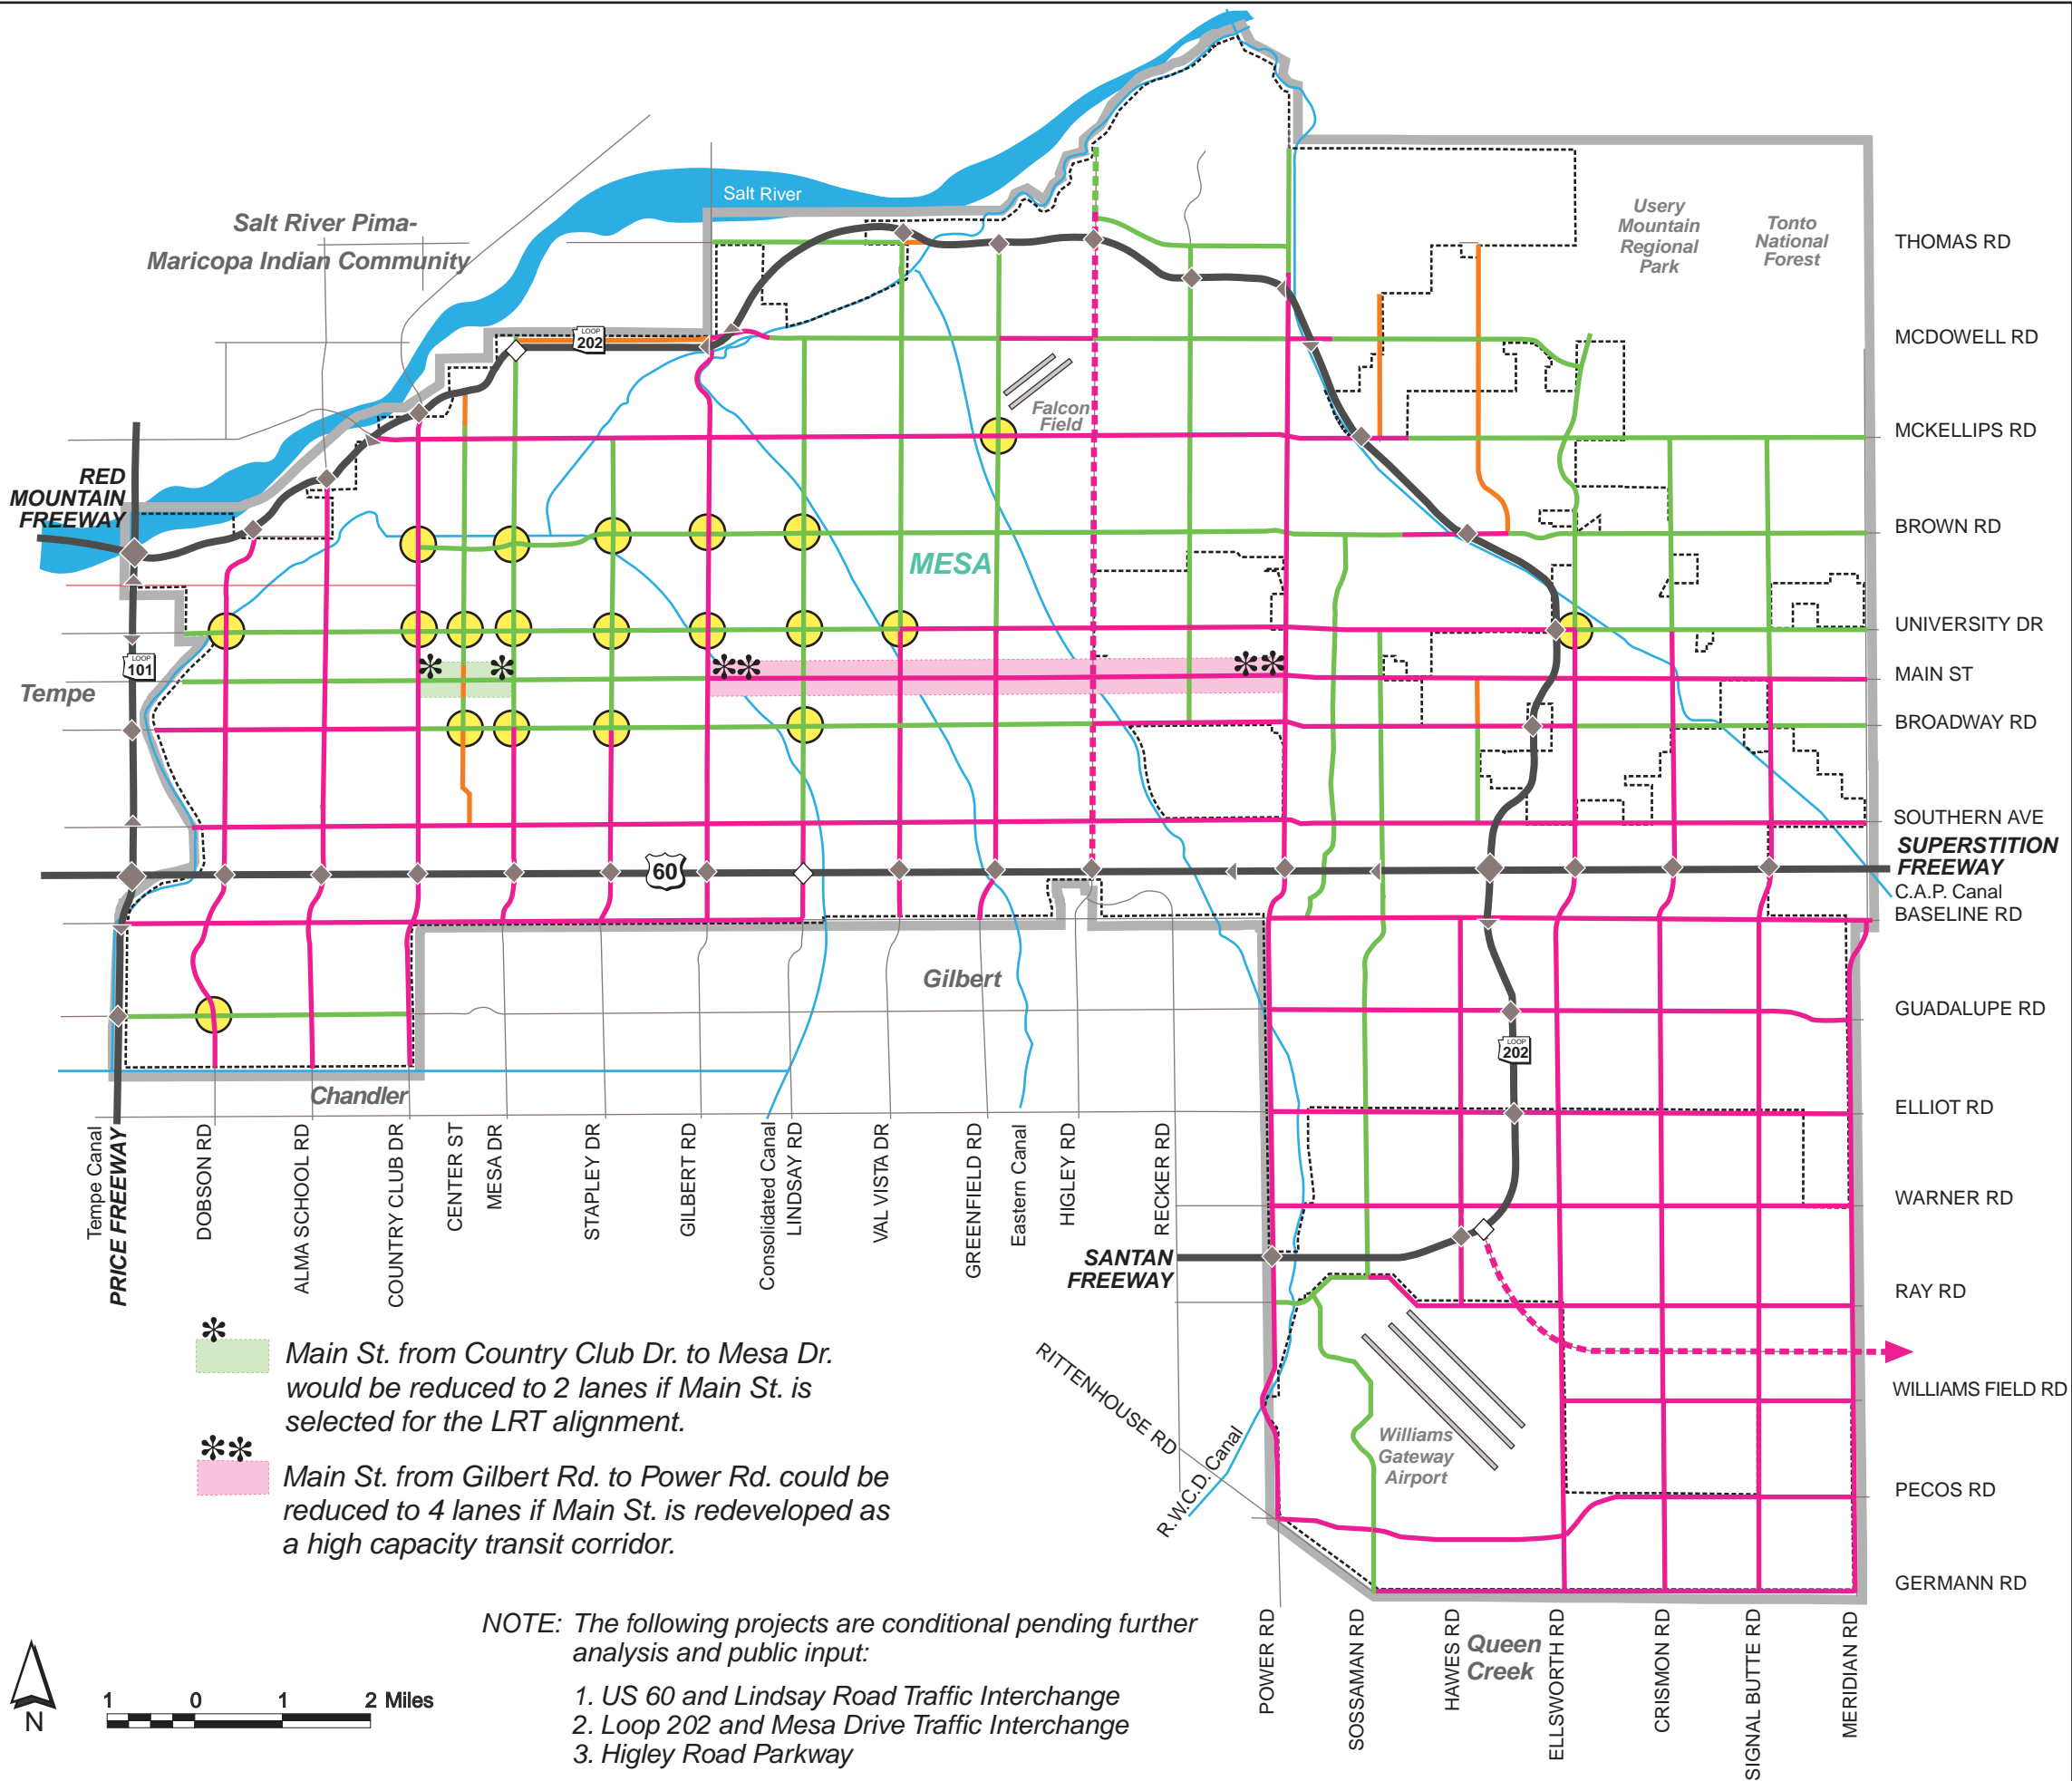 Salt River
Salt River Pima-
Maricopa Indian Community
Usery
Mountain
Regional
Park
Tonto
National
Forest
THOMAS RD
LOOP
202
MCDOWELL RD
Falcon
Field
MCKELLIPS RD
RED
MOUNTAIN
FREEWAY
BROWN RD
MESA
UNIVERSITY DR
LOOP
101
* * ** **
MAIN ST
Tempe
BROADWAY RD
SOUTHERN AVE
SUPERSTITION
FREEWAY
60
C.A.P. Canal
BASELINE RD
Gilbert
GUADALUPE RD
LOOP
202
Chandler
ELLIOT RD
Tempe Canal
PRICE FREEWAY
DOBSON RD
ALMA SCHOOL RD
COUNTRY CLUB DR
CENTER ST
MESA DR
STAPLEY DR
GILBERT RD
Consolidated Canal
LINDSAY RD
VAL VISTA DR
GREENFIELD RD
Eastern Canal
HIGLEY RD
RECKER RD
WARNER RD
SANTAN
FREEWAY
RAY RD
*
Main St. from Country Club Dr. to Mesa Dr.
would be reduced to 2 lanes if Main St. is
selected for the LRT alignment.
RITTENHOUSE RD
WILLIAMS FIELD RD
R.W.C.D. Canal
Williams
Gateway
Airport
**
Main St. from Gilbert Rd. to Power Rd. could be
reduced to 4 lanes if Main St. is redeveloped as
a high capacity transit corridor.
PECOS RD
GERMANN RD
NOTE: The following projects are conditional pending further
analysis and public input:
1. US 60 and Lindsay Road Traffic Interchange
2. Loop 202 and Mesa Drive Traffic Interchange
3. Higley Road Parkway
POWER RD
SOSSAMAN RD
HAWES RD
Queen
Creek
ELLSWORTH RD
CRISMON RD
SIGNAL BUTTE RD
MERIDIAN RD
N
1 0 1 2 Miles